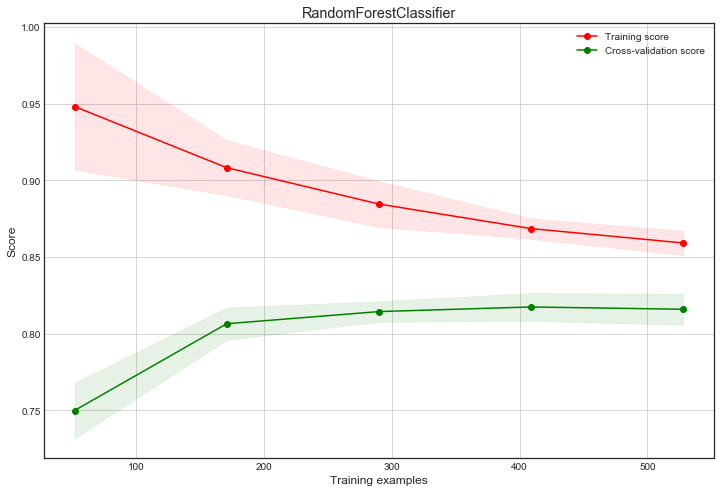 RandomForestClassifier
Training score
Cross-validation score
1.00
0.95
0.90
0.85
0.80
0.75
Score
100
200
300
400
500
Training examples